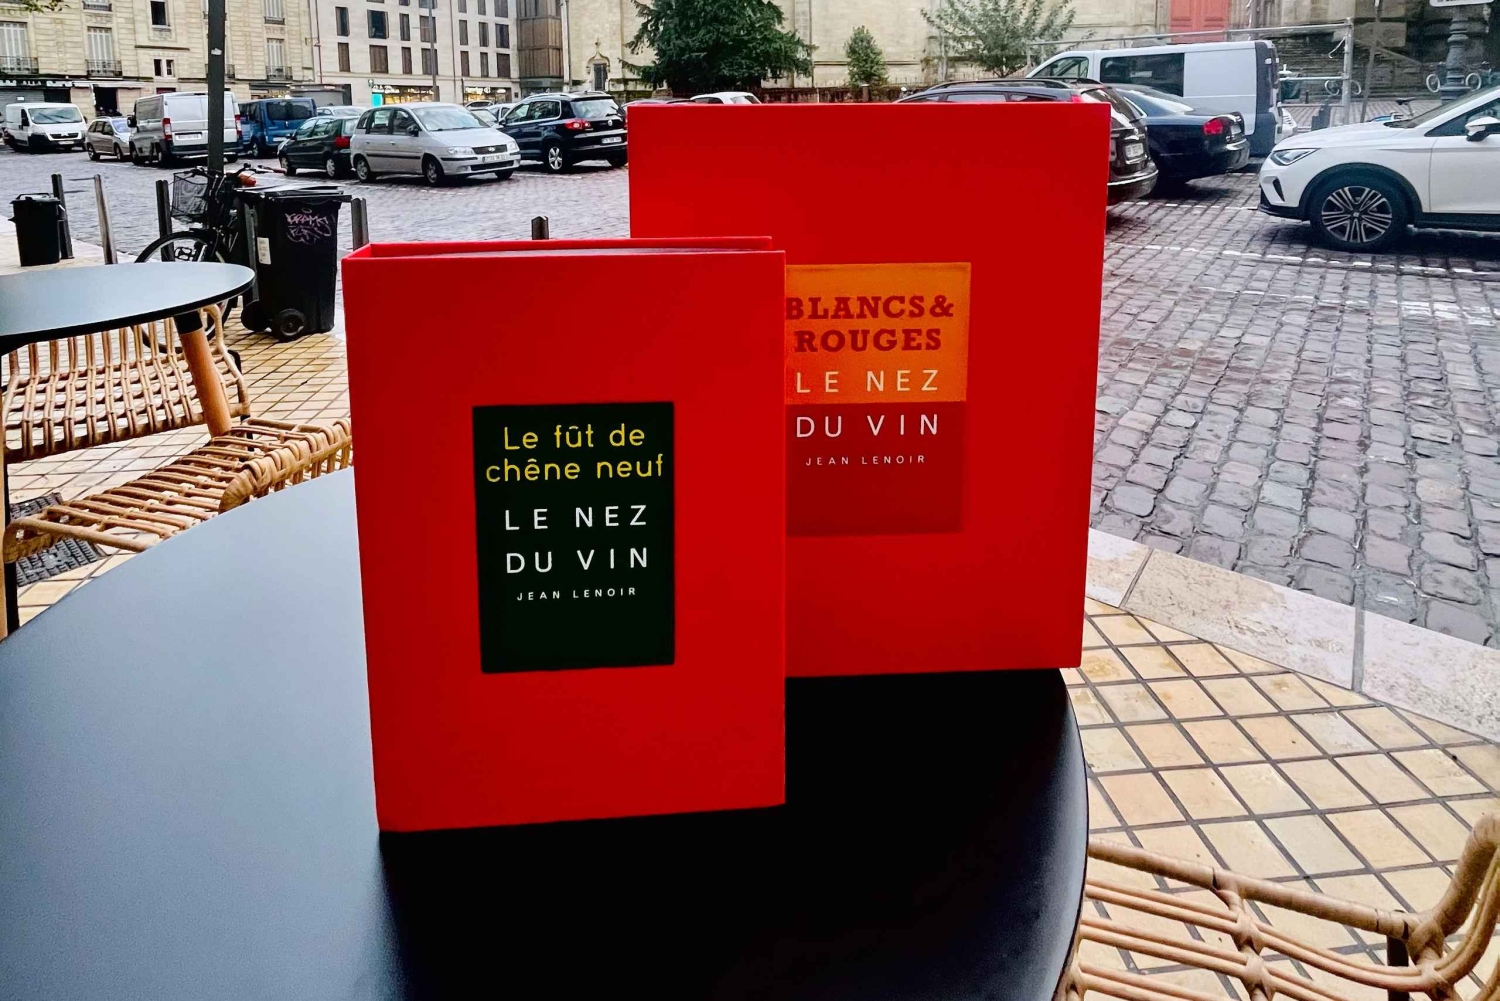 Le fût de
chêne neuf
LE NEZ
DU VIN
JEAN LENOIR
BLANCS&
ROUGES
LE NEZ
DU VIN
JEAN LENOIR